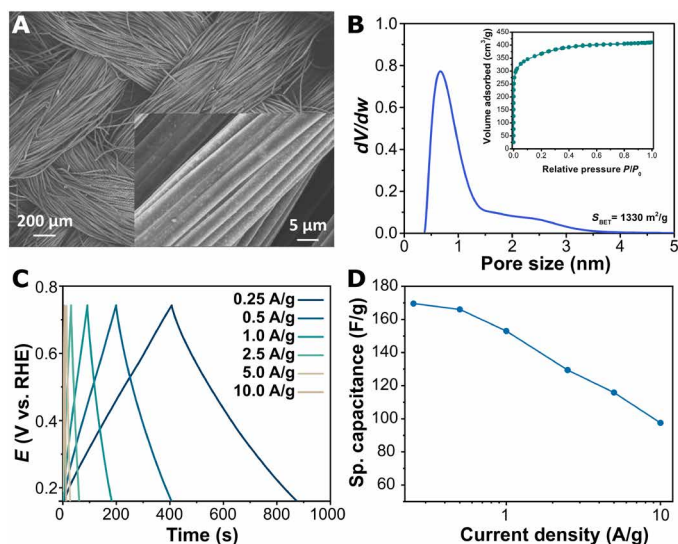 A
200 µm
5 µm
B
dV/dw
1.0
0.8
0.6
0.4
0.2
0.0
0 1 2 3 4 5
Pore size (nm)
Volume adsorbed (cm³/g)
450
400
350
300
250
200
150
100
50
0
0.0 0.2 0.4 0.6 0.8 1.0
Relative pressure P/P₀
S_BET= 1330 m²/g
C
E (V vs. RHE)
0.8
0.6
0.4
0.2
0.25 A/g
0.5 A/g
1.0 A/g
2.5 A/g
5.0 A/g
10.0 A/g
0 200 400 600 800 1000
Time (s)
D
Sp. capacitance (F/g)
180
160
140
120
100
80
60
1 10
Current density (A/g)